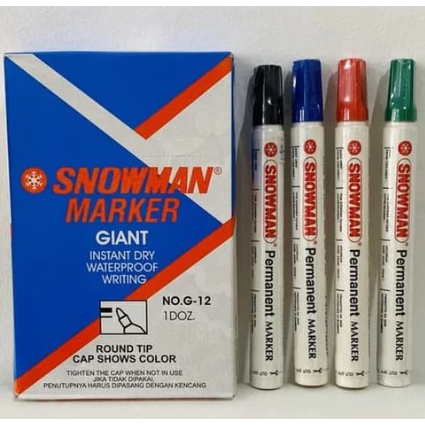 SNOWMAN®
MARKER
GIANT
INSTANT DRY
WATERPROOF
WRITING
NO.G-12
1 DOZ.
ROUND TIP
CAP SHOWS COLOR
TIGHTEN THE CAP WHEN NOT IN USE
JIKA TIDAK DIPAKAI,
PENUTUPNYA HARUS DIPASANG DENGAN KENCANG
SNOWMAN
Permanent MARKER
SNOWMAN
Permanent MARKER
SNOWMAN
Permanent MARKER
SNOWMAN
Permanent MARKER